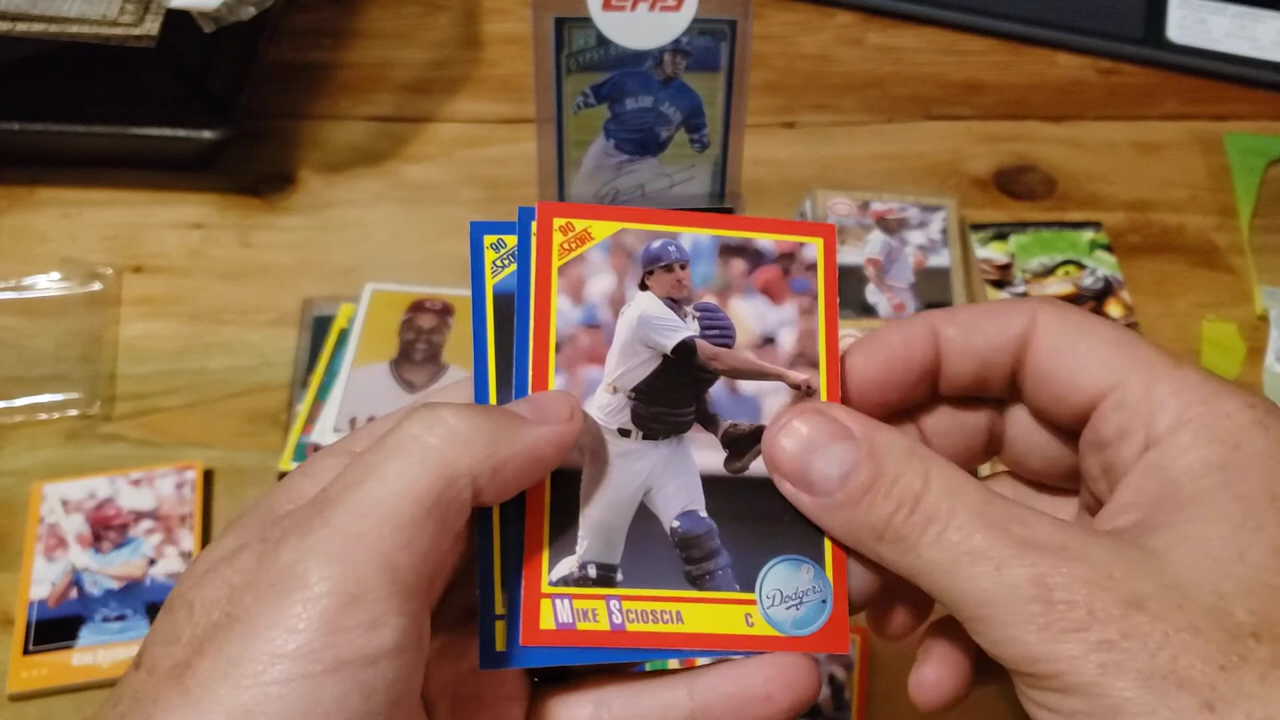 TOPPS
BLUE JAYS
'90
SCORE
'90
SCORE
MIKE SCIOSCIA C
Dodgers